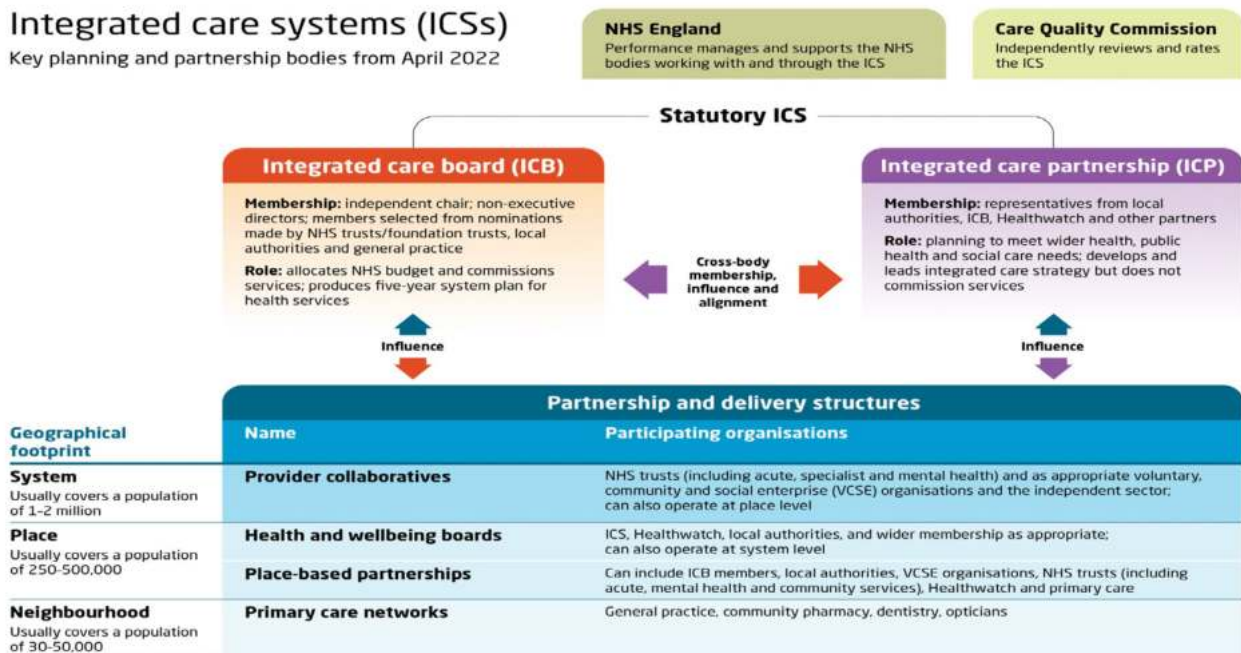 Integrated care systems (ICSs)
Key planning and partnership bodies from April 2022
NHS England
Performance manages and supports the NHS
bodies working with and through the ICS
Care Quality Commission
Independently reviews and rates
the ICS
Statutory ICS
Integrated care board (ICB)
Membership: independent chair; non-executive
directors; members selected from nominations
made by NHS trusts/foundation trusts, local
authorities and general practice
Role: allocates NHS budget and commissions
services; produces five-year system plan for
health services
Cross-body
membership,
influence and
alignment
Integrated care partnership (ICP)
Membership: representatives from local
authorities, ICB, Healthwatch and other partners
Role: planning to meet wider health, public
health and social care needs; develops and
leads integrated care strategy but does not
commission services
Influence
Influence
Partnership and delivery structures
Geographical
footprint
Name
Participating organisations
System
Usually covers a population
of 1–2 million
Provider collaboratives
NHS trusts (including acute, specialist and mental health) and as appropriate voluntary,
community and social enterprise (VCSE) organisations and the independent sector;
can also operate at place level
Place
Usually covers a population
of 250-500,000
Health and wellbeing boards
ICS, Healthwatch, local authorities, and wider membership as appropriate;
can also operate at system level
Place-based partnerships
Can include ICB members, local authorities, VCSE organisations, NHS trusts (including
acute, mental health and community services), Healthwatch and primary care
Neighbourhood
Usually covers a population
of 30-50,000
Primary care networks
General practice, community pharmacy, dentistry, opticians